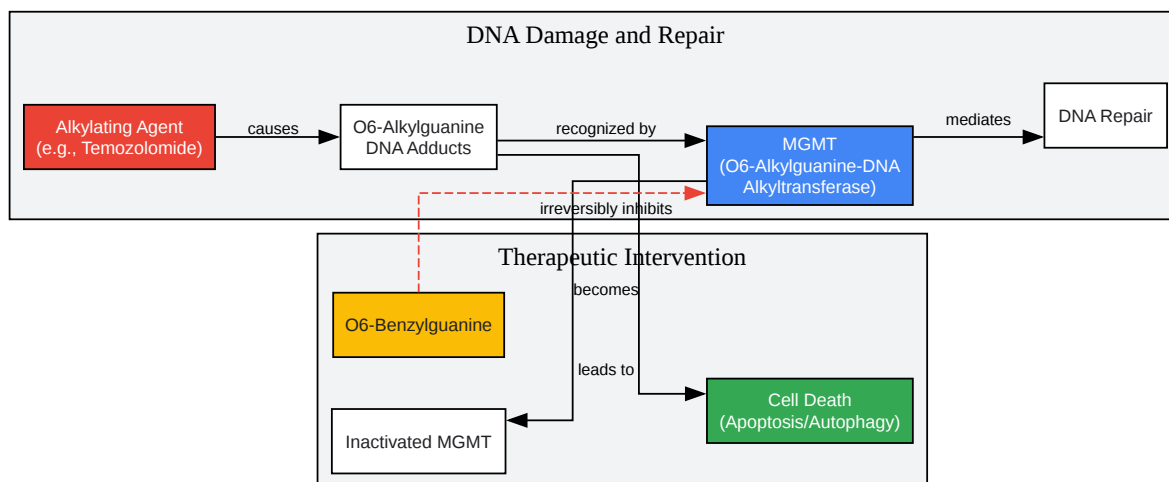 DNA Damage and Repair
Alkylating Agent
(e.g., Temozolomide)
causes
O6-Alkylguanine
DNA Adducts
recognized by
MGMT
(O6-Alkylguanine-DNA
Alkyltransferase)
mediates
DNA Repair
irreversibly inhibits
Therapeutic Intervention
becomes
O6-Benzylguanine
leads to
Cell Death
(Apoptosis/Autophagy)
Inactivated MGMT